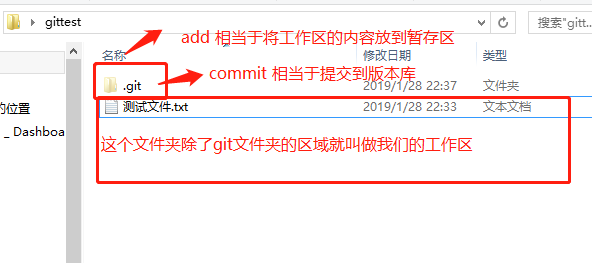 gittest
搜索"gitt...
add 相当于将工作区的内容放到暂存区
名称
修改日期
类型
commit 相当于提交到版本库
.git
2019/1/28 22:37
文件夹
的位置
测试文件.txt
2019/1/28 22:33
文本文档
_ Dashboa
这个文件夹除了git文件夹的区域就叫做我们的工作区